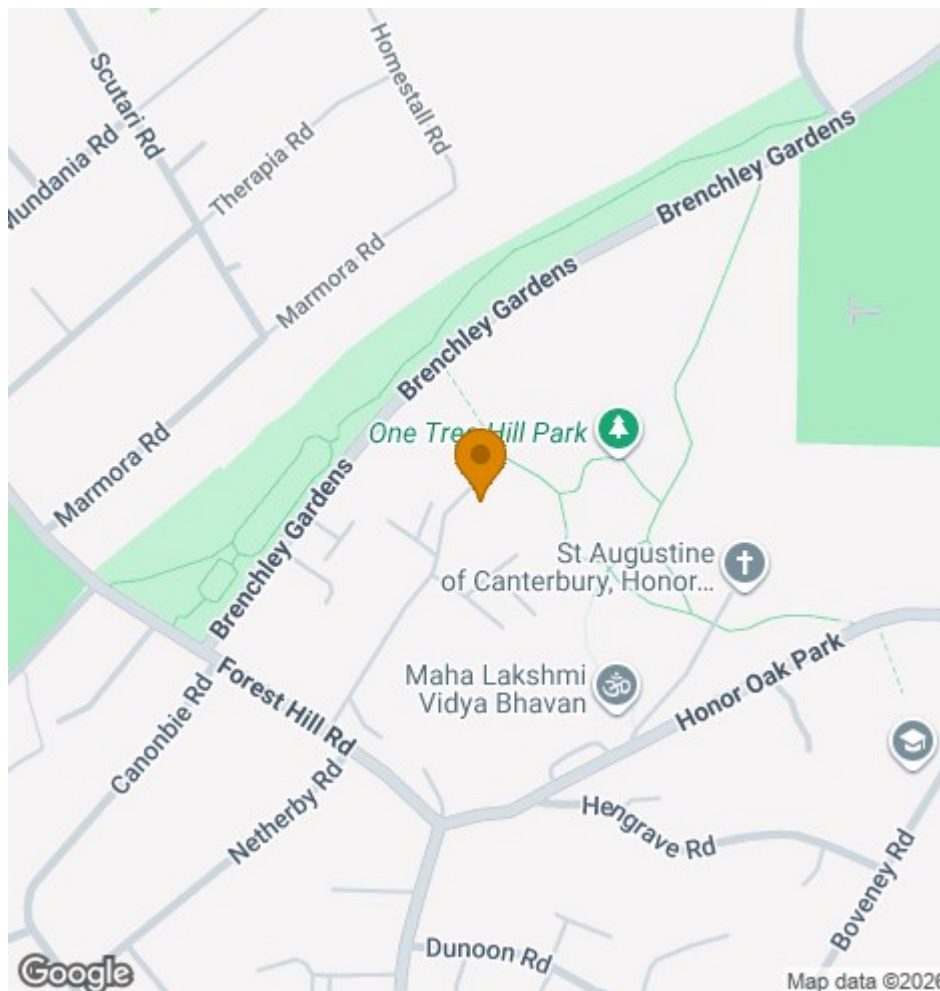 Homestall Rd
Scutari Rd
Mundania Rd
Therapia Rd
Brenchley Gardens
Marmora Rd
Brenchley Gardens
One Tree Hill Park
Marmora Rd
Brenchley Gardens
St Augustine
of Canterbury, Honor...
Maha Lakshmi
Vidya Bhavan
Honor Oak Park
Forest Hill Rd
Canonbie Rd
Netherby Rd
Hengrave Rd
Boveney Rd
Dunoon Rd
Google
Map data ©2026